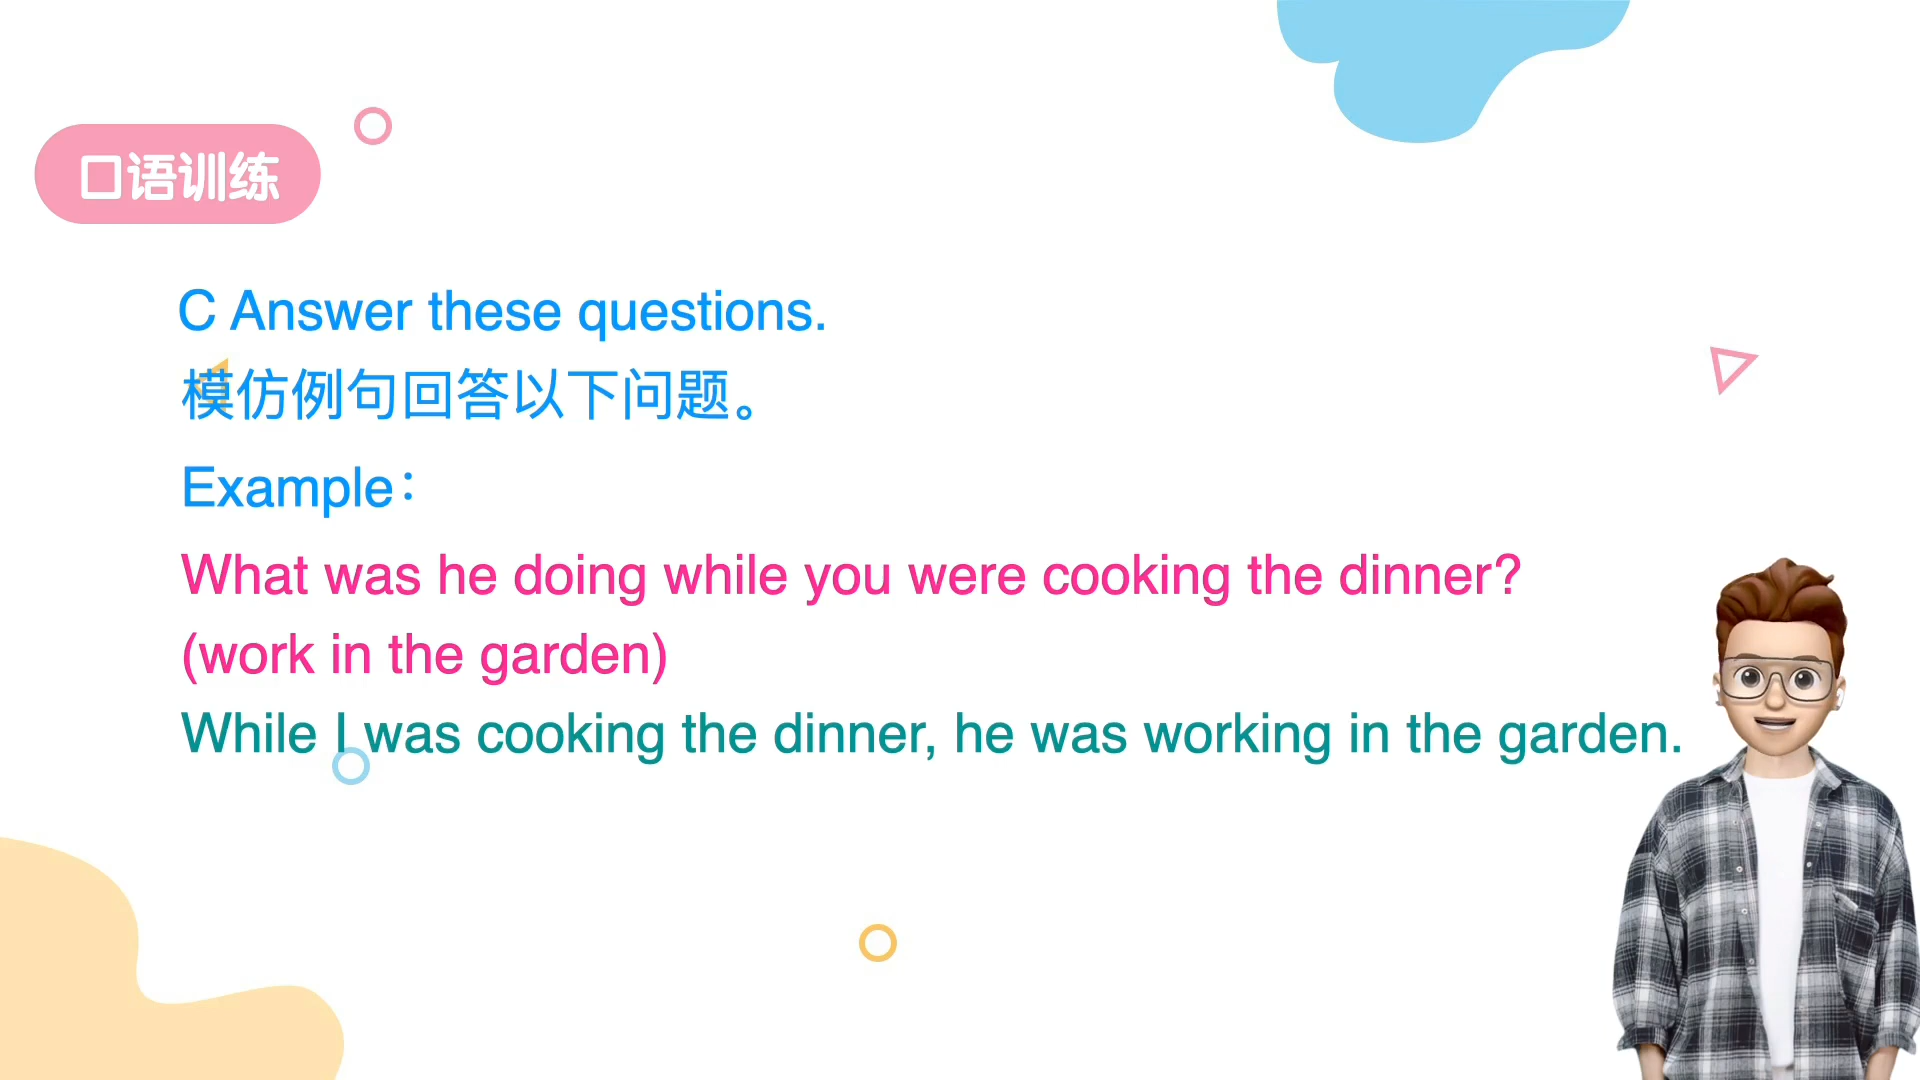 口语训练
C Answer these questions.
模仿例句回答以下问题。
Example：
What was he doing while you were cooking the dinner?
(work in the garden)
While I was cooking the dinner, he was working in the garden.